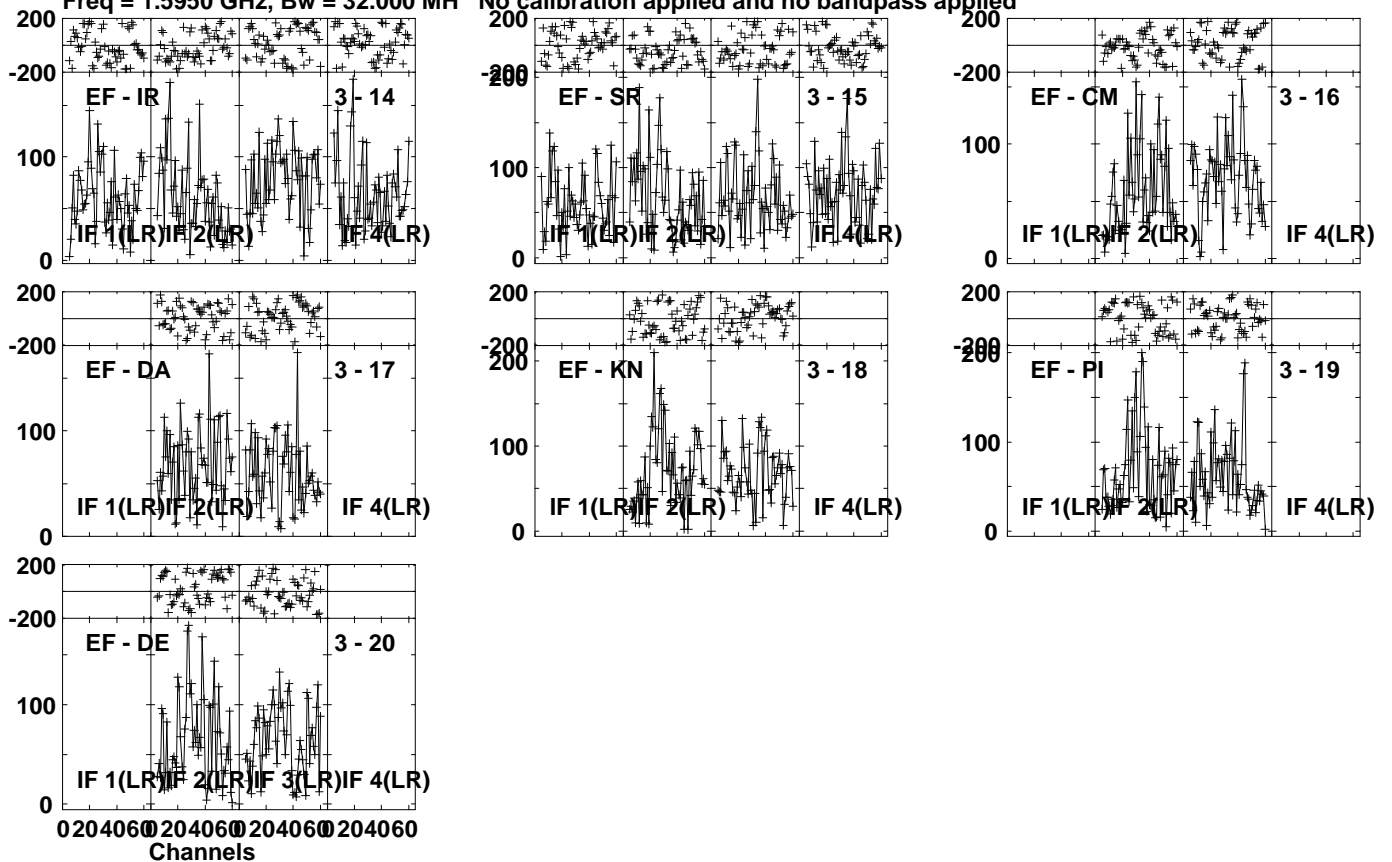 Freq = 1.5950 GHz, Bw = 32.000 MH No calibration applied and no bandpass applied
200
-200
EF - IR
3 - 14
100
IF 1(LR)
IF 2(LR)
IF 4(LR)
0
200
-200
200
EF - SR
3 - 15
100
IF 1(LR)
IF 2(LR)
IF 4(LR)
0
200
-200
EF - CM
3 - 16
100
IF 1(LR)
IF 2(LR)
IF 4(LR)
0
200
-200
EF - DA
3 - 17
100
IF 1(LR)
IF 2(LR)
IF 4(LR)
0
200
-200
200
EF - KN
3 - 18
100
IF 1(LR)
IF 2(LR)
IF 4(LR)
0
200
-200
200
EF - PI
3 - 19
100
IF 1(LR)
IF 2(LR)
IF 4(LR)
0
200
-200
EF - DE
3 - 20
100
IF 1(LR)
IF 2(LR)
IF 3(LR)
IF 4(LR)
0
0 20 40 60 0 20 40 60 0 20 40 60 0 20 40 60
Channels